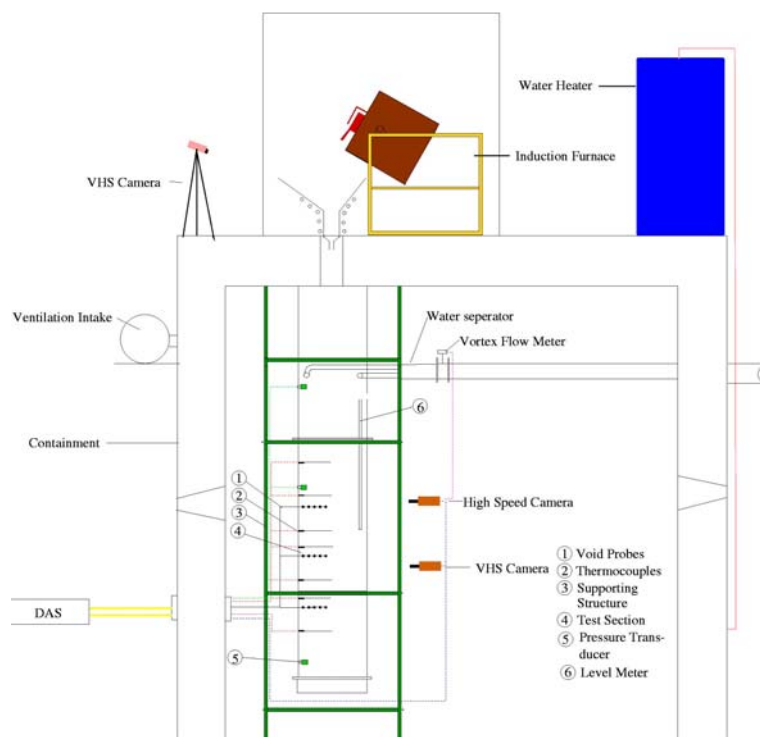 Water Heater
Induction Furnace
VHS Camera
Ventilation Intake
Water seperator
Vortex Flow Meter
⑥
Containment
①
②
③
④
High Speed Camera
VHS Camera
DAS
⑤
① Void Probes
② Thermocouples
③ Supporting
Structure
④ Test Section
⑤ Pressure Trans-
ducer
⑥ Level Meter